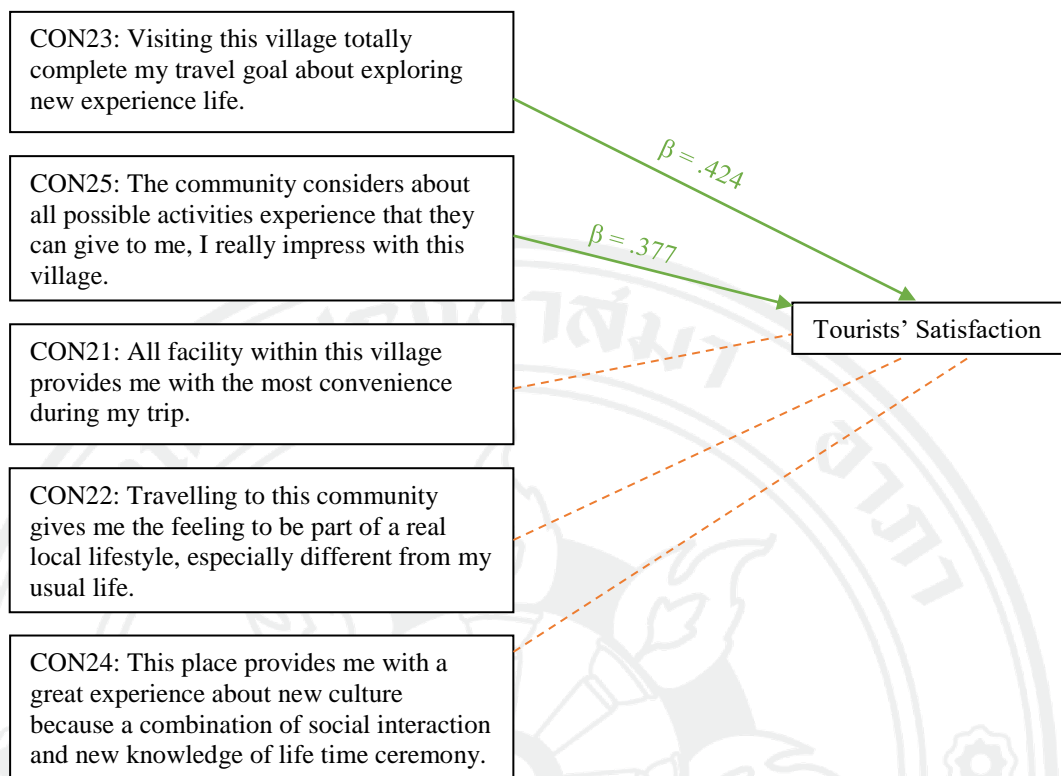 CON23: Visiting this village totally
complete my travel goal about exploring
new experience life.
β = .424
CON25: The community considers about
all possible activities experience that they
can give to me, I really impress with this
village.
β = .377
Tourists’ Satisfaction
CON21: All facility within this village
provides me with the most convenience
during my trip.
CON22: Travelling to this community
gives me the feeling to be part of a real
local lifestyle, especially different from my
usual life.
CON24: This place provides me with a
great experience about new culture
because a combination of social interaction
and new knowledge of life time ceremony.